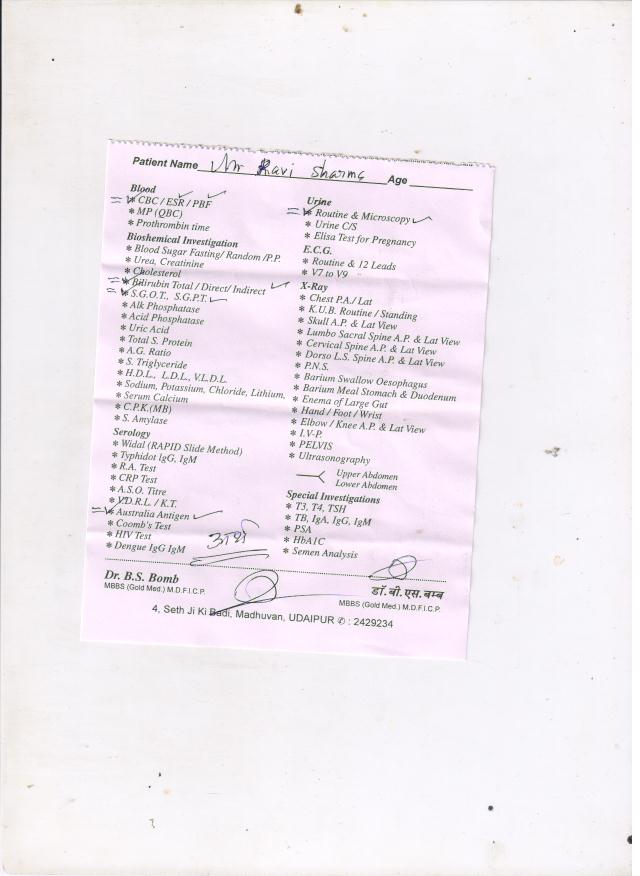 Patient Name Mr Ravi Sharma Age
Blood
* CBC / ESR / PBF
* MP (QBC)
* Prothrombin time
Bioshemical Investigation
* Blood Sugar Fasting/ Random /P.P.
* Urea, Creatinine
* Cholesterol
* Bilirubin Total / Direct/ Indirect
* S.G.O.T, S.G.P.T.
* Alk Phosphatase
* Acid Phosphatase
* Uric Acid
* Total S. Protein
* A.G. Ratio
* S. Triglyceride
* H.D.L., L.D.L., V.L.D.L.
* Sodium, Potassium, Chloride, Lithium,
* Serum Calcium
* C.P.K.(MB)
* S. Amylase
Serology
* Widal (RAPID Slide Method)
* Typhidot lgG, IgM
* R.A. Test
* CRP Test
* A.S.O. Titre
* V.D.R.L. / K.T.
* Australia Antigen
* Coomb's Test
* HIV Test
* Dengue IgG IgM
Urine
* Routine & Microscopy
* Urine C/S
* Elisa Test for Pregnancy
E.C.G.
* Routine & 12 Leads
* V7 to V9
X-Ray
* Chest P.A./ Lat
* K.U.B. Routine / Standing
* Skull A.P. & Lat View
* Lumbo Sacral Spine A.P. & Lat View
* Cervical Spine A.P. & Lat View
* Dorso L.S. Spine A.P. & Lat View
* P.N.S.
* Barium Swallow Oesophagus
* Barium Meal Stomach & Duodenum
* Enema of Large Gut
* Hand / Foot / Wrist
* Elbow / Knee A.P. & Lat View
* I.V-P.
* PELVIS
* Ultrasonography
Upper Abdomen
Lower Abdomen
Special Investigations
* T3, T4, TSH
* TB, IgA, IgG, IgM
* PSA
* HbA1C
* Semen Analysis
Dr. B.S. Bomb
MBBS (Gold Med.) M.D.F.I.C.P.
डॉ. बी. एस. बम्ब
MBBS (Gold Med.) M.D.F.I.C.P.
4, Seth Ji Ki Badi, Madhuvan, UDAIPUR ✆ : 2429234